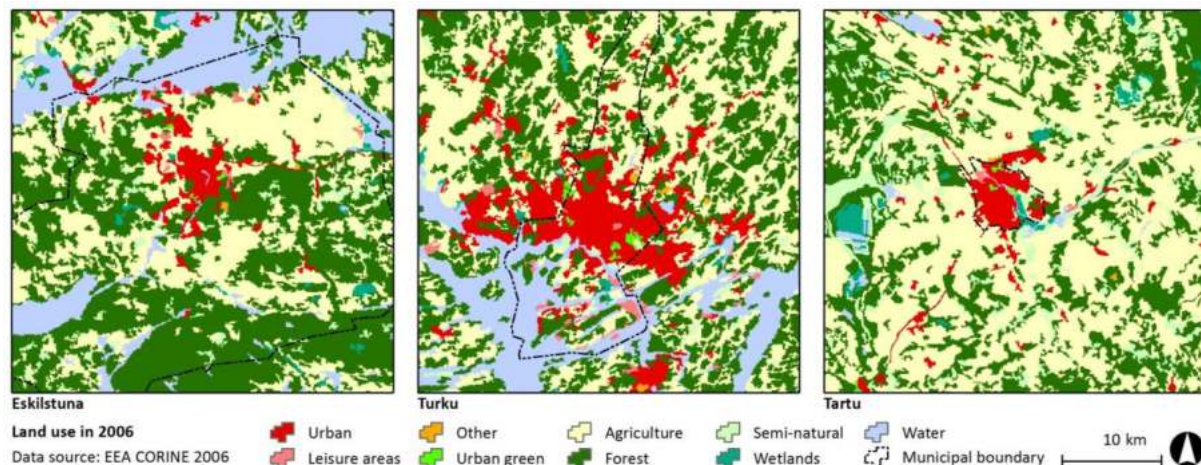 Eskilstuna Turku Tartu
Land use in 2006 Urban Other Agriculture Semi-natural Water 10 km
Data source: EEA CORINE 2006 Leisure areas Urban green Forest Wetlands Municipal boundary